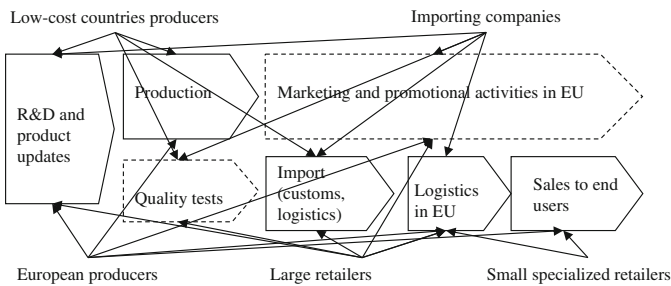 Low-cost countries producers
Importing companies
R&D and
product
updates
Production
Marketing and promotional activities in EU
Quality tests
Import
(customs,
logistics)
Logistics
in EU
Sales to end
users
European producers
Large retailers
Small specialized retailers